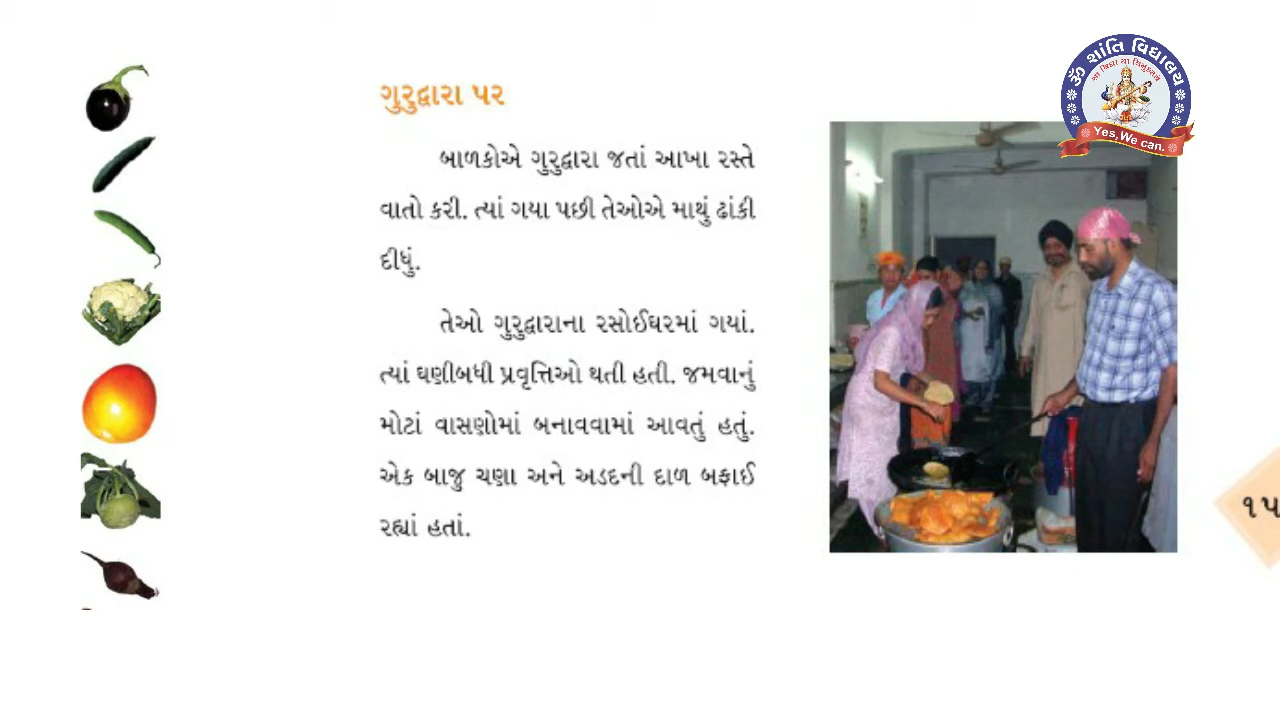 ગુરુદ્વારા પર
બાળકોએ ગુરુદ્વારા જતાં આખા રસ્તે
વાતો કરી. ત્યાં ગયા પછી તેઓએ માથું ઢાંકી
દીધું.
તેઓ ગુરુદ્વારાના રસોઈઘરમાં ગયાં.
ત્યાં ઘણીબધી પ્રવૃત્તિઓ થતી હતી. જમવાનું
મોટાં વાસણોમાં બનાવવામાં આવતું હતું.
એક બાજુ ચણા અને અડદની દાળ બફાઈ
રહ્યાં હતાં.
ૐ શાંતિ વિદ્યાલય
સા વિદ્યા યા વિમુક્તયે
Yes, We can.
૧૫